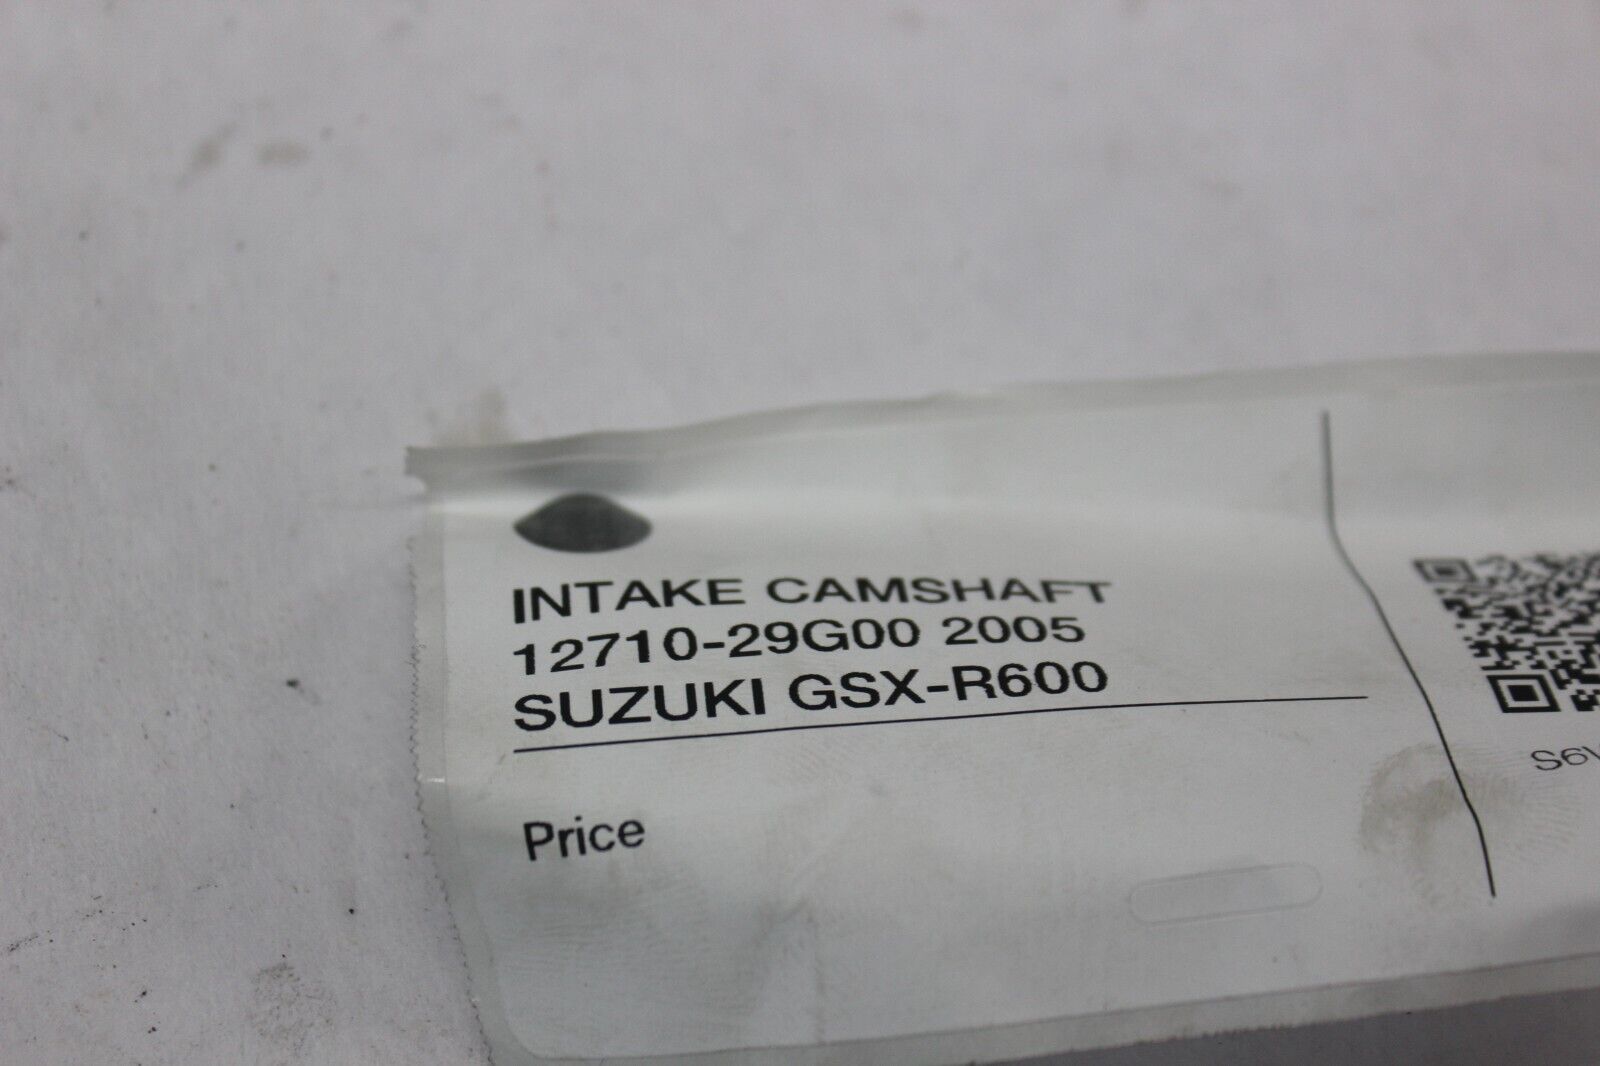 INTAKE CAMSHAFT
12710-29G00 2005
SUZUKI GSX-R600
Price